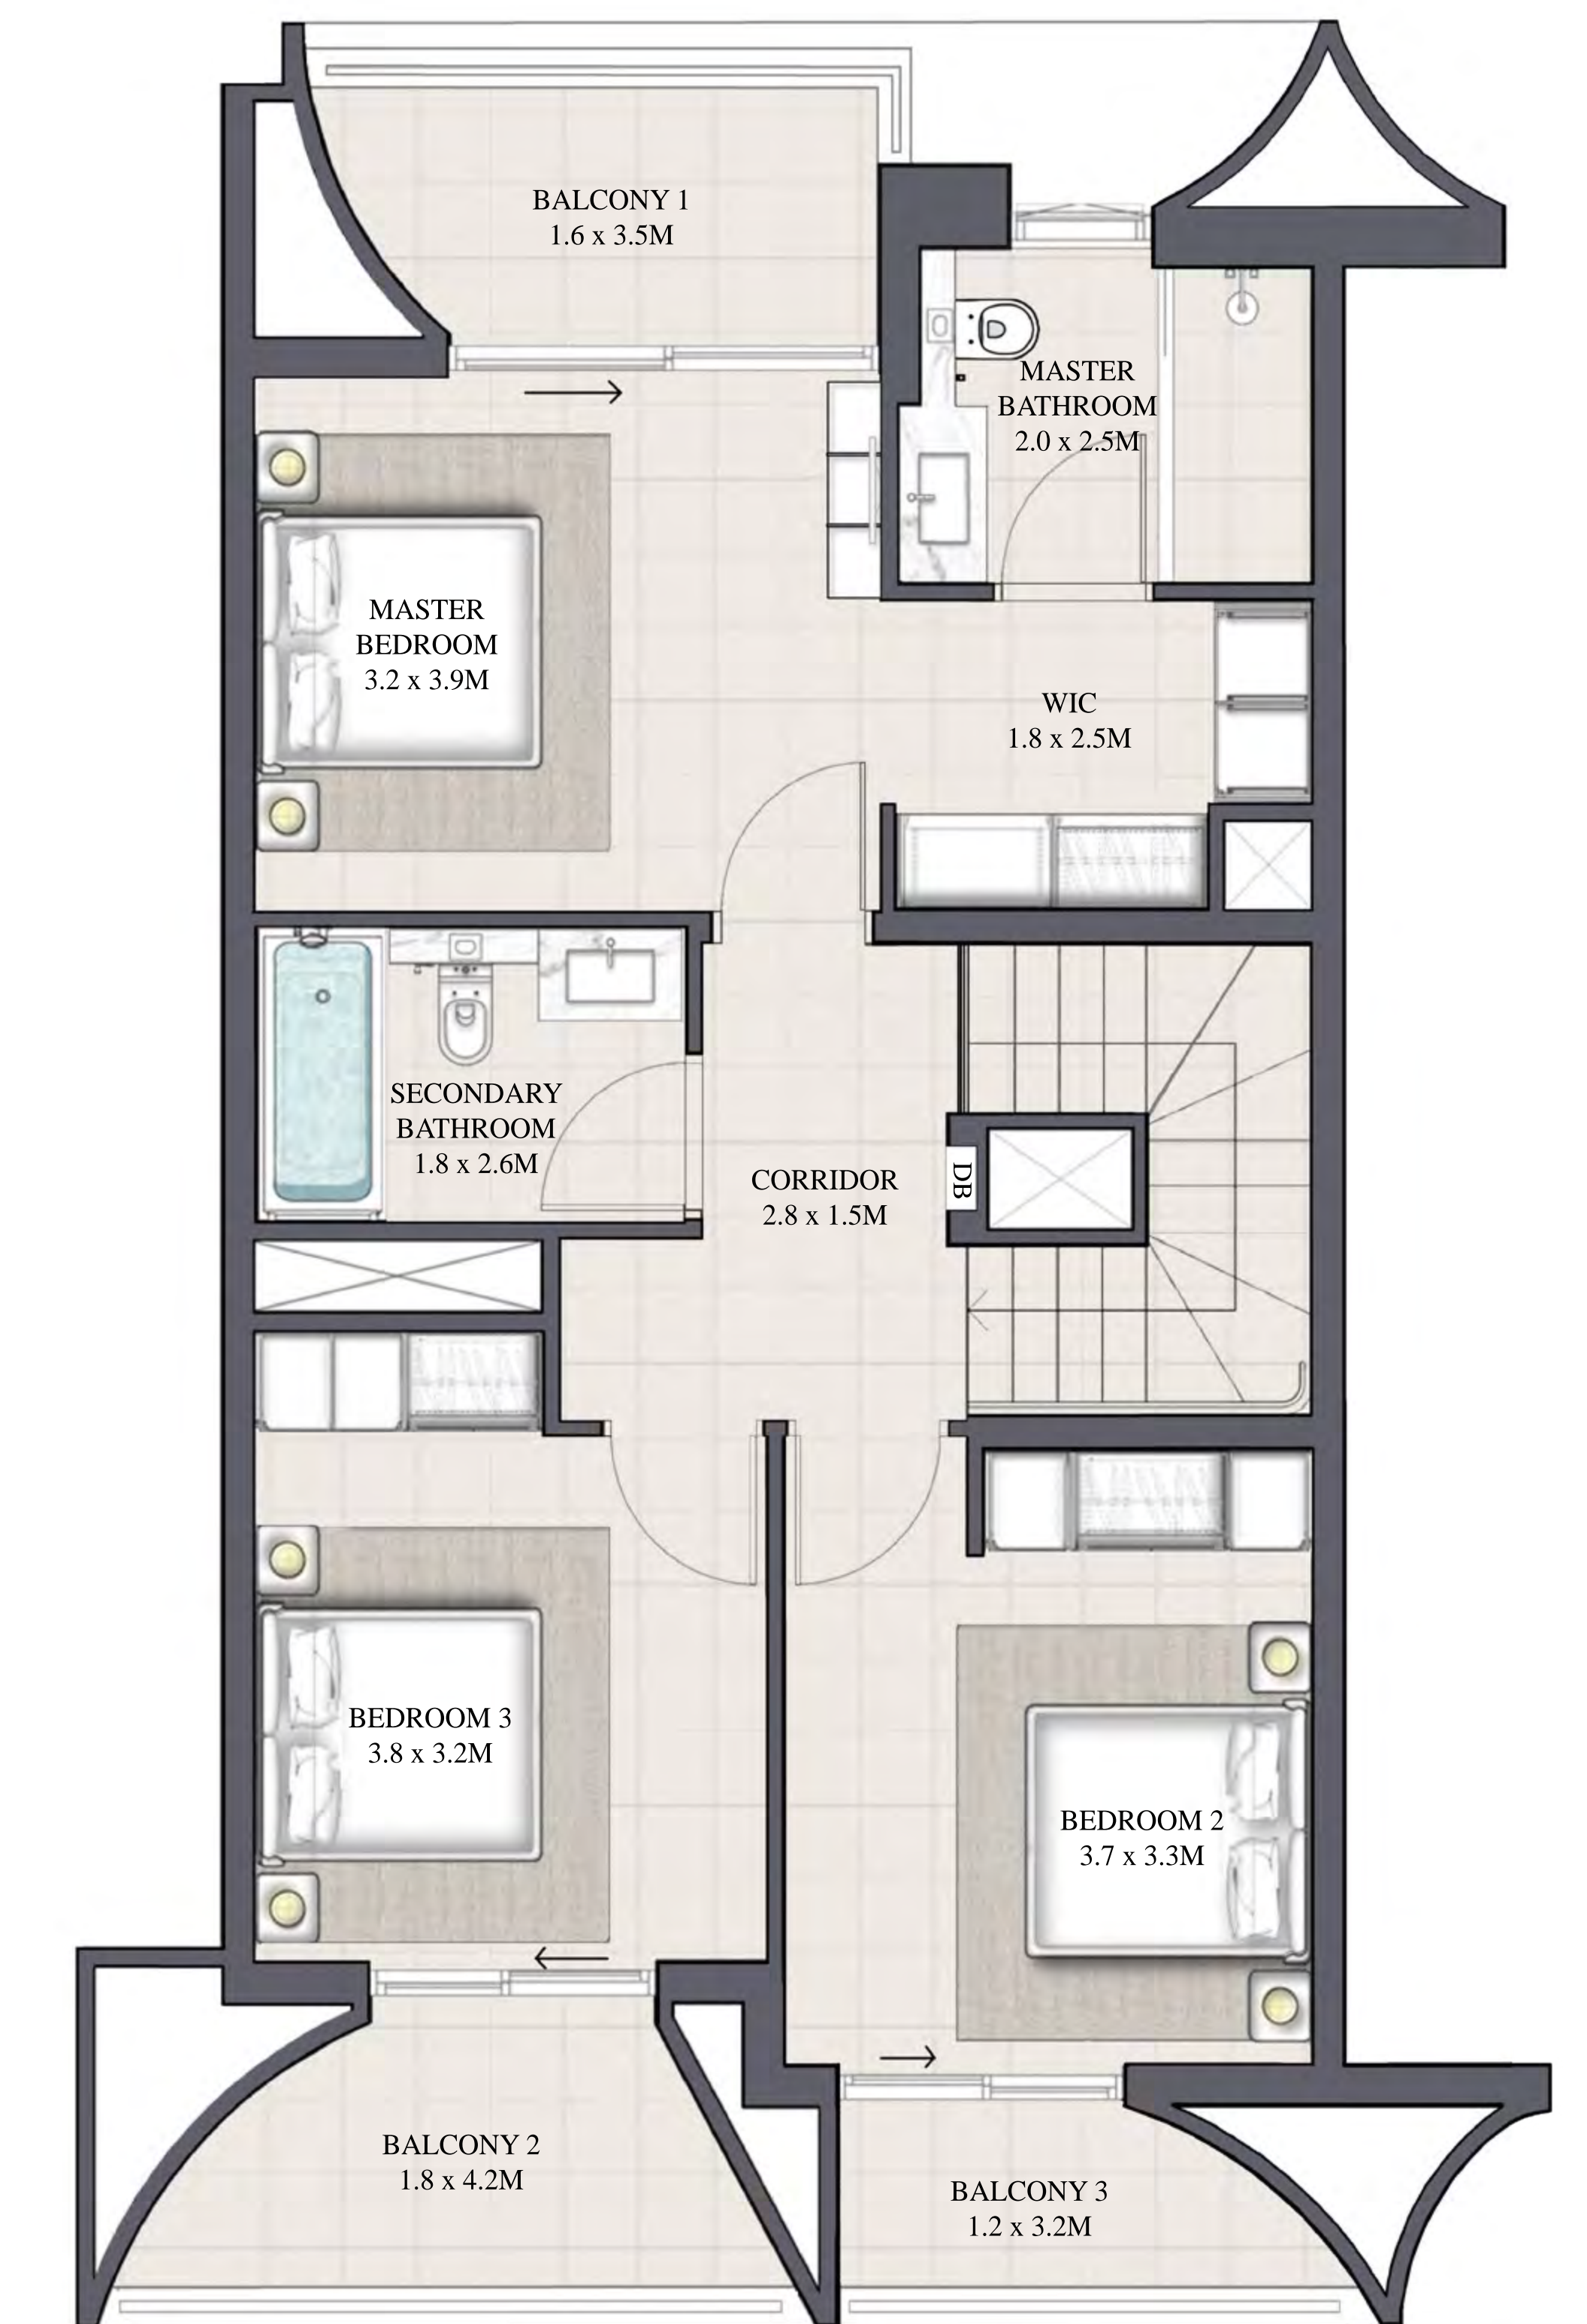 BALCONY 1
1.6 x 3.5M
MASTER
BATHROOM
2.0 x 2.5M
MASTER
BEDROOM
3.2 x 3.9M
WIC
1.8 x 2.5M
SECONDARY
BATHROOM
1.8 x 2.6M
CORRIDOR
2.8 x 1.5M
DB
BEDROOM 3
3.8 x 3.2M
BEDROOM 2
3.7 x 3.3M
BALCONY 2
1.8 x 4.2M
BALCONY 3
1.2 x 3.2M